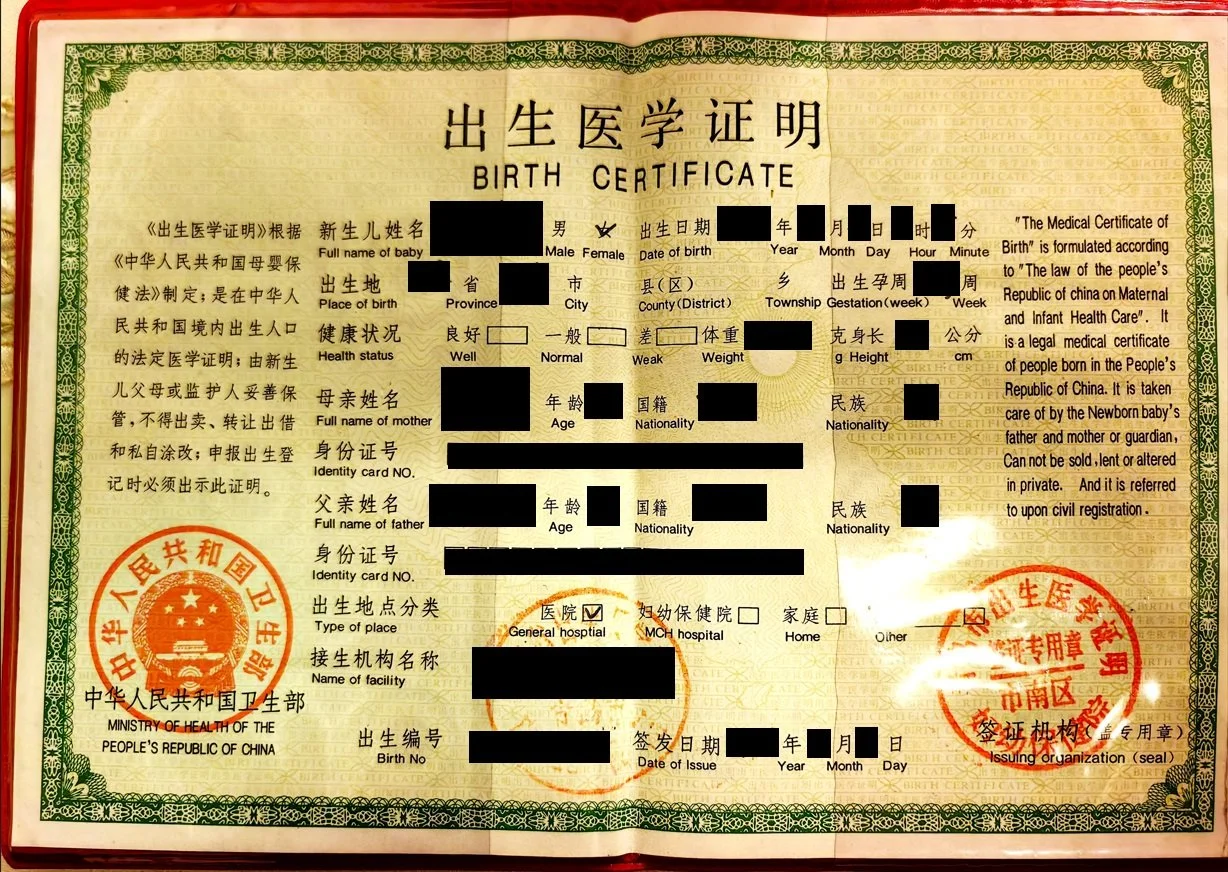 出生医学证明
BIRTH CERTIFICATE
《出生医学证明》根据
《中华人民共和国母婴保
健法》制定；是在中华人
民共和国境内出生人口
的法定医学证明；由新生
儿父母或监护人妥善保
管，不得出卖、转让出借
和私自涂改；申报出生登
记时必须出示此证明。
新生儿姓名 男 出生日期 年 月 日 时 分
Full name of baby Male Female Date of birth Year Month Day Hour Minute
出生地 省 市 县(区) 乡 出生孕周 周
Place of birth Province City County(District) Township Gestation(week) Week
健康状况 良好 一般 差 体重 克 身长 公分
Health status Well Normal Weak Weight g Height cm
母亲姓名 年龄 国籍 民族
Full name of mother Age Nationality Nationality
身份证号
Identity card NO.
父亲姓名 年龄 国籍 民族
Full name of father Age Nationality Nationality
身份证号
Identity card NO.
出生地点分类 医院 妇幼保健院 家庭
Type of place General hosptial MCH hospital Home Other
接生机构名称
Name of facility
出生编号 签发日期 年 月 日
Birth No Date of Issue Year Month Day
"The Medical Certificate of
Birth" is formulated according
to "The law of the people's
Republic of china on Maternal
and Infant Health Care". It
is a legal medical certificate
of people born in the People's
Republic of China. It is taken
care of by the Newborn baby's
father and mother or guardian,
Can not be sold, lent or altered
in private. And it is referred
to upon civil registration.
中华人民共和国卫生部
中华人民共和国卫生部
MINISTRY OF HEALTH OF THE
PEOPLE'S REPUBLIC OF CHINA
出生医学证明
证专用章
市南区
签证机构(盖专用章)
Issuing organization (seal)